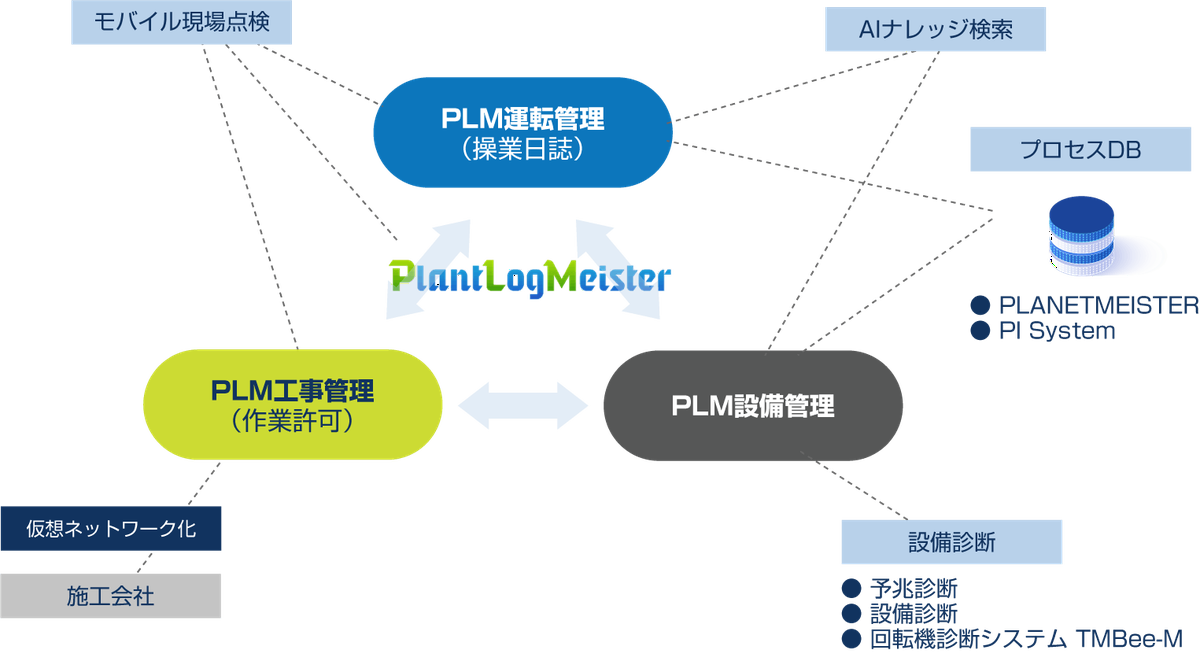 モバイル現場点検
AIナレッジ検索
PLM運転管理
（操業日誌）
プロセスDB
PlantLogMeister
● PLANETMEISTER
● PI System
PLM工事管理
（作業許可）
PLM設備管理
仮想ネットワーク化
施工会社
設備診断
● 予兆診断
● 設備診断
● 回転機診断システム TMBee-M